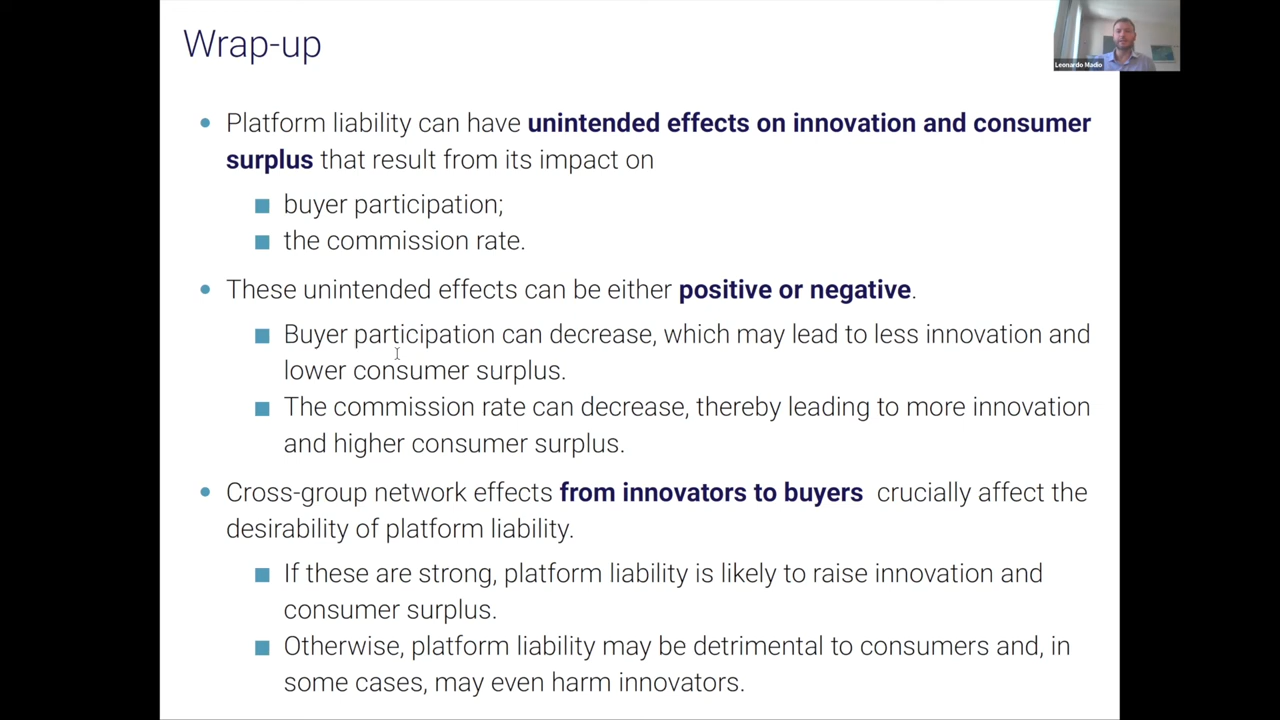 Wrap-up
Leonardo Madio
• Platform liability can have unintended effects on innovation and consumer
surplus that result from its impact on
■ buyer participation;
■ the commission rate.
• These unintended effects can be either positive or negative.
■ Buyer participation can decrease, which may lead to less innovation and
lower consumer surplus.
■ The commission rate can decrease, thereby leading to more innovation
and higher consumer surplus.
• Cross-group network effects from innovators to buyers crucially affect the
desirability of platform liability.
■ If these are strong, platform liability is likely to raise innovation and
consumer surplus.
■ Otherwise, platform liability may be detrimental to consumers and, in
some cases, may even harm innovators.